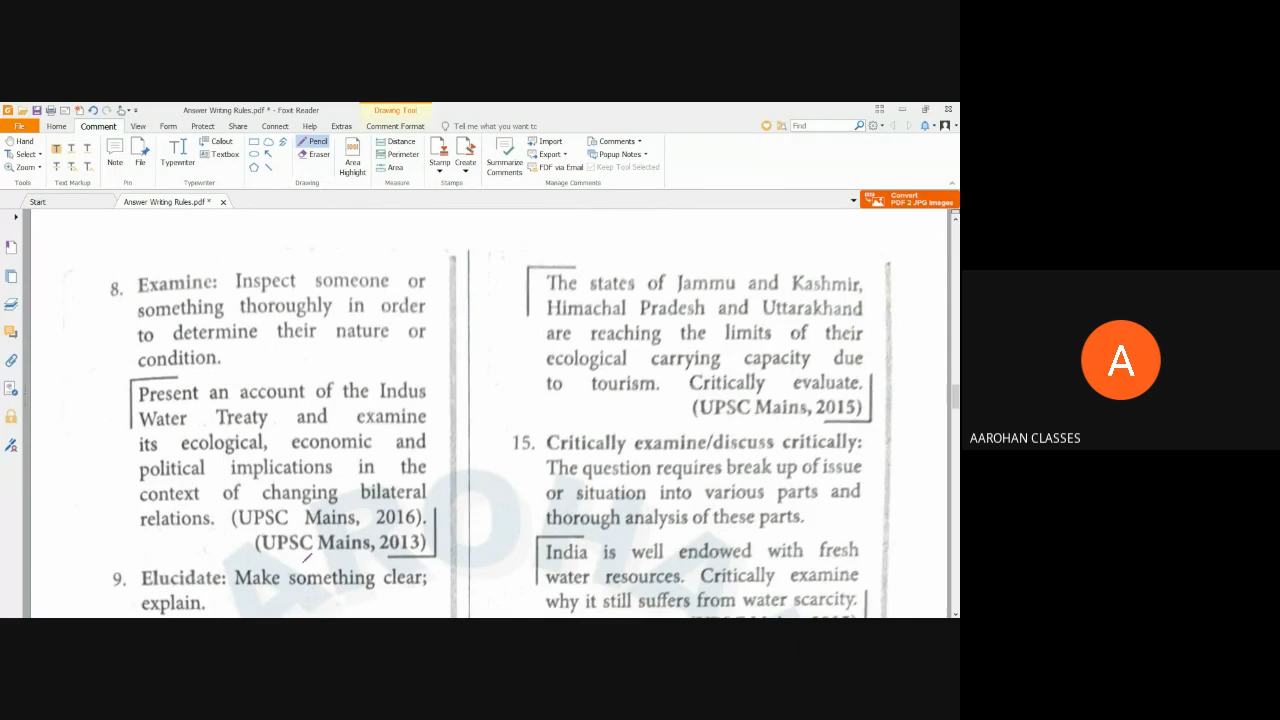 Answer Writing Rules.pdf * - Foxit Reader
Drawing Tool
File
Home
Comment
View
Form
Protect
Share
Connect
Help
Extras
Comment Format
Tell me what you want tc
Find
Hand
Select
Zoom
Tools
Text Markup
Note
File
Pin
Typewriter
Callout
Textbox
Typewriter
Pencil
Eraser
Drawing
Area
Highlight
Distance
Perimeter
Area
Measure
Stamp
Create
Stamps
Summarize
Comments
Import
Export
FDF via Email
Comments
Popup Notes
Keep Tool Selected
Manage Comments
Start
Answer Writing Rules.pdf *
Convert
PDF 2 JPG Images
8. Examine: Inspect someone or
something thoroughly in order
to determine their nature or
condition.
Present an account of the Indus
Water Treaty and examine
its ecological, economic and
political implications in the
context of changing bilateral
relations. (UPSC Mains, 2016).
(UPSC Mains, 2013)
9. Elucidate: Make something clear;
explain.
The states of Jammu and Kashmir,
Himachal Pradesh and Uttarakhand
are reaching the limits of their
ecological carrying capacity due
to tourism. Critically evaluate.
(UPSC Mains, 2015)
15. Critically examine/discuss critically:
The question requires break up of issue
or situation into various parts and
thorough analysis of these parts.
India is well endowed with fresh
water resources. Critically examine
why it still suffers from water scarcity.
A
AAROHAN CLASSES